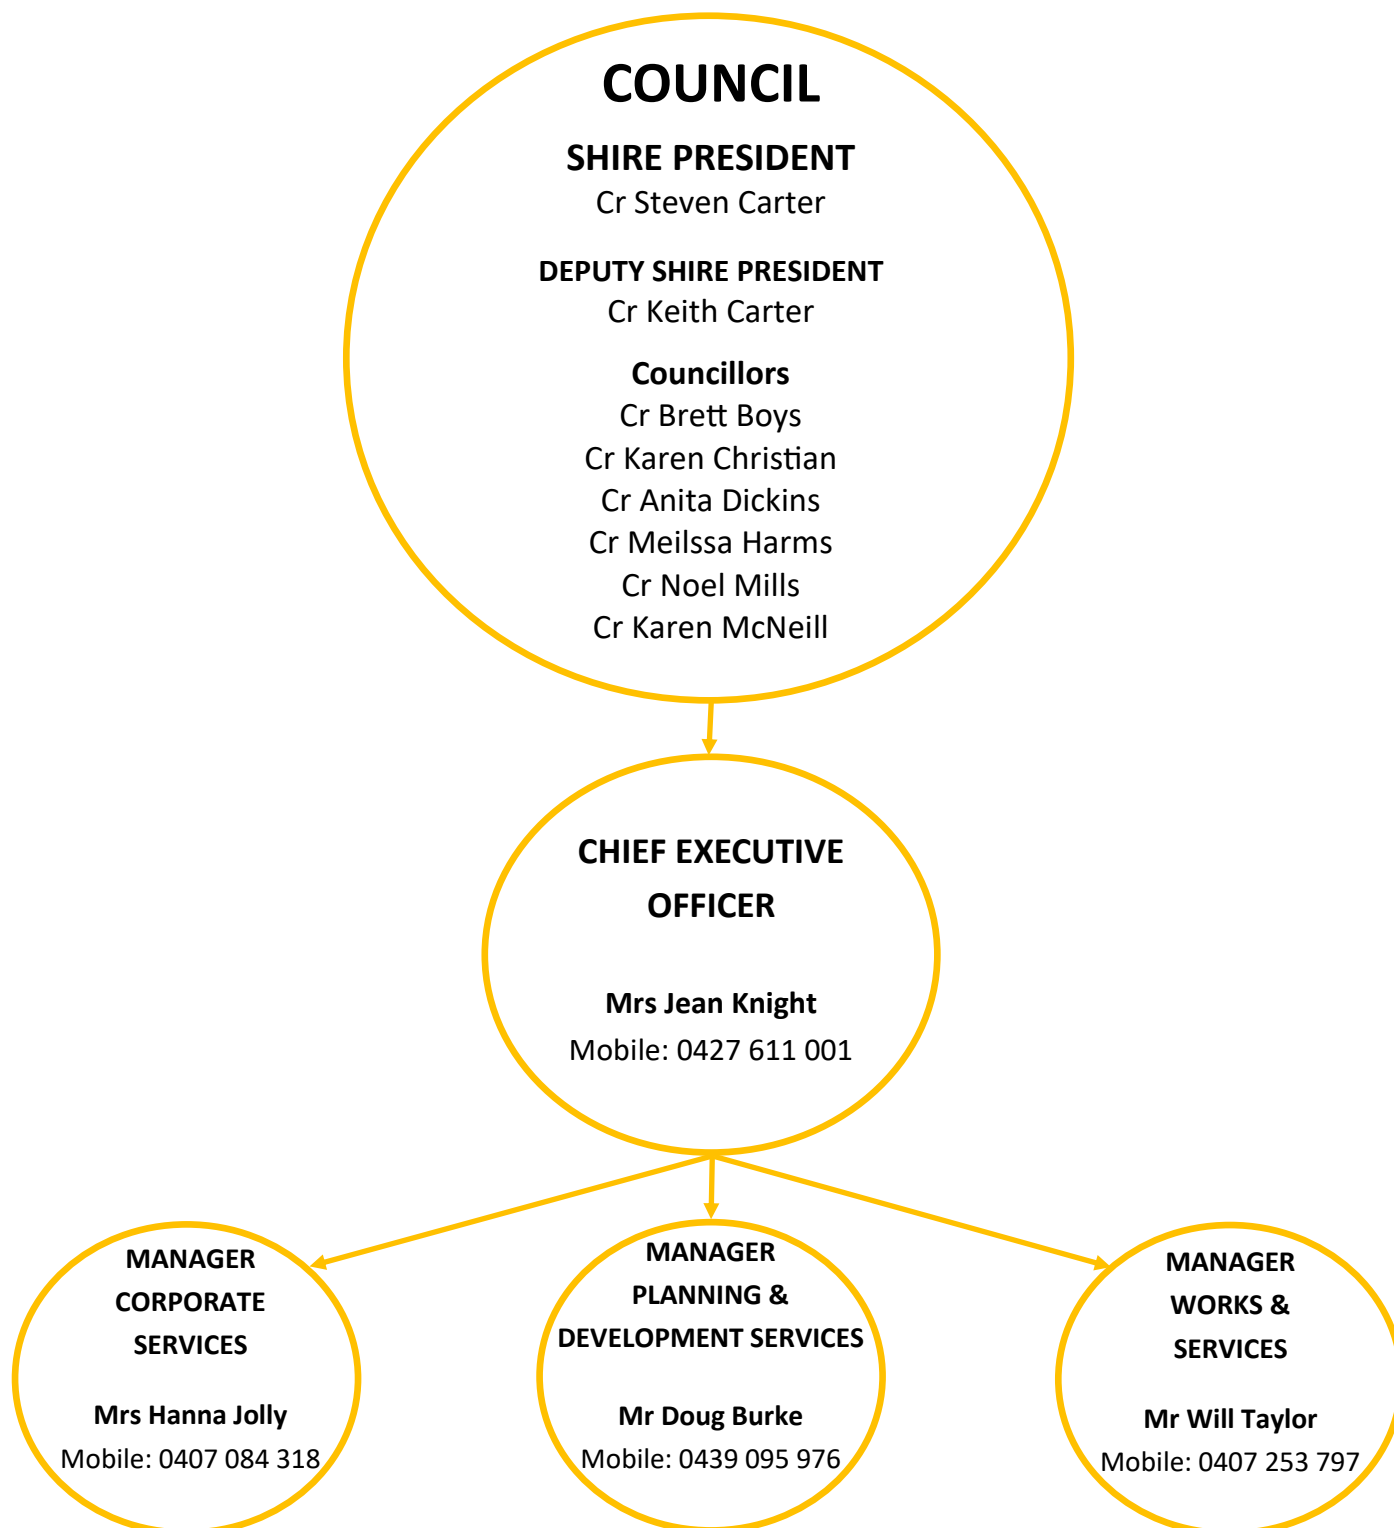 COUNCIL
SHIRE PRESIDENT
Cr Steven Carter
DEPUTY SHIRE PRESIDENT
Cr Keith Carter
Councillors
Cr Brett Boys
Cr Karen Christian
Cr Anita Dickins
Cr Meilssa Harms
Cr Noel Mills
Cr Karen McNeill
CHIEF EXECUTIVE
OFFICER
Mrs Jean Knight
Mobile: 0427 611 001
MANAGER
CORPORATE
SERVICES
Mrs Hanna Jolly
Mobile: 0407 084 318
MANAGER
PLANNING &
DEVELOPMENT SERVICES
Mr Doug Burke
Mobile: 0439 095 976
MANAGER
WORKS &
SERVICES
Mr Will Taylor
Mobile: 0407 253 797